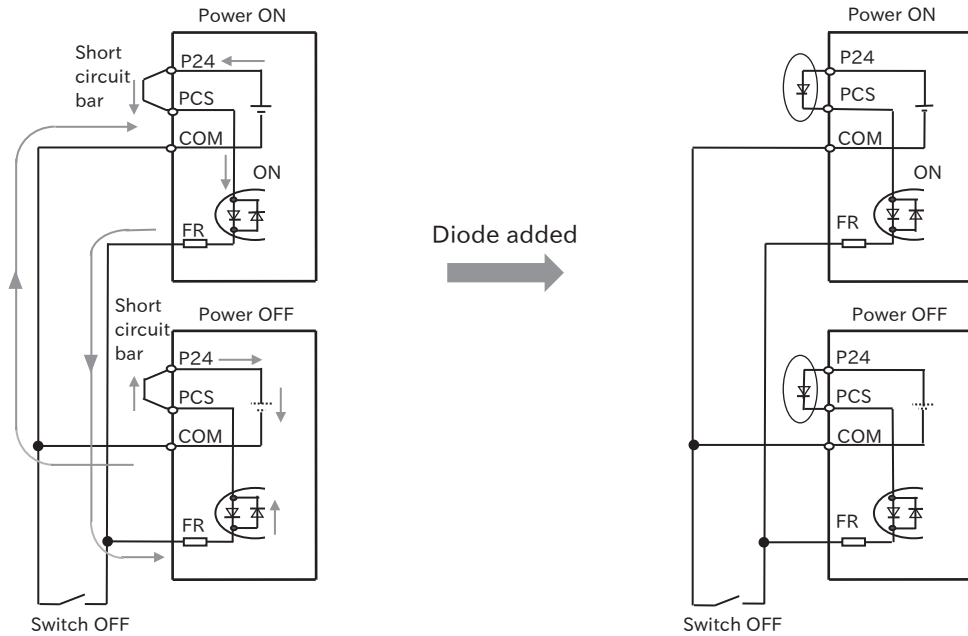 Power ON
Short
circuit
bar
P24
PCS
COM
ON
FR
Short
circuit
bar
Power OFF
P24
PCS
COM
FR
Switch OFF
Diode added
Power ON
P24
PCS
COM
ON
FR
Power OFF
P24
PCS
COM
FR
Switch OFF